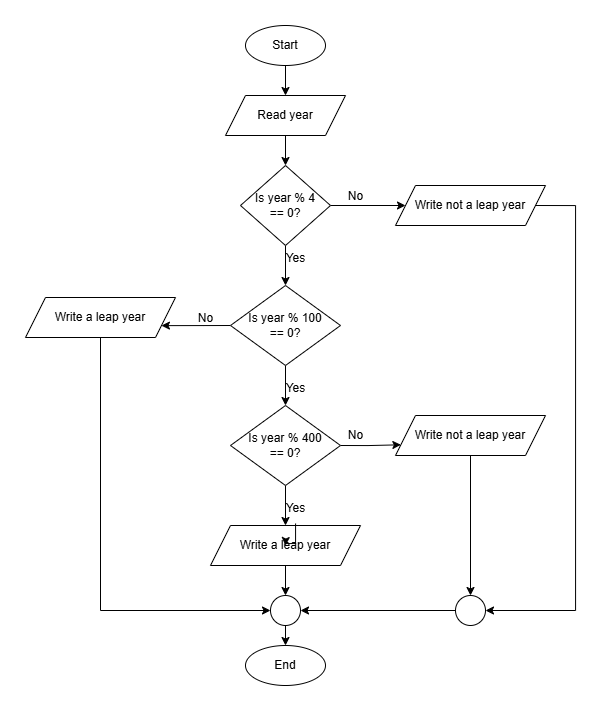 Start
Read year
Is year % 4
== 0?
No
Write not a leap year
Yes
Write a leap year
No
Is year % 100
== 0?
Yes
Is year % 400
== 0?
No
Write not a leap year
Yes
Write a leap year
End